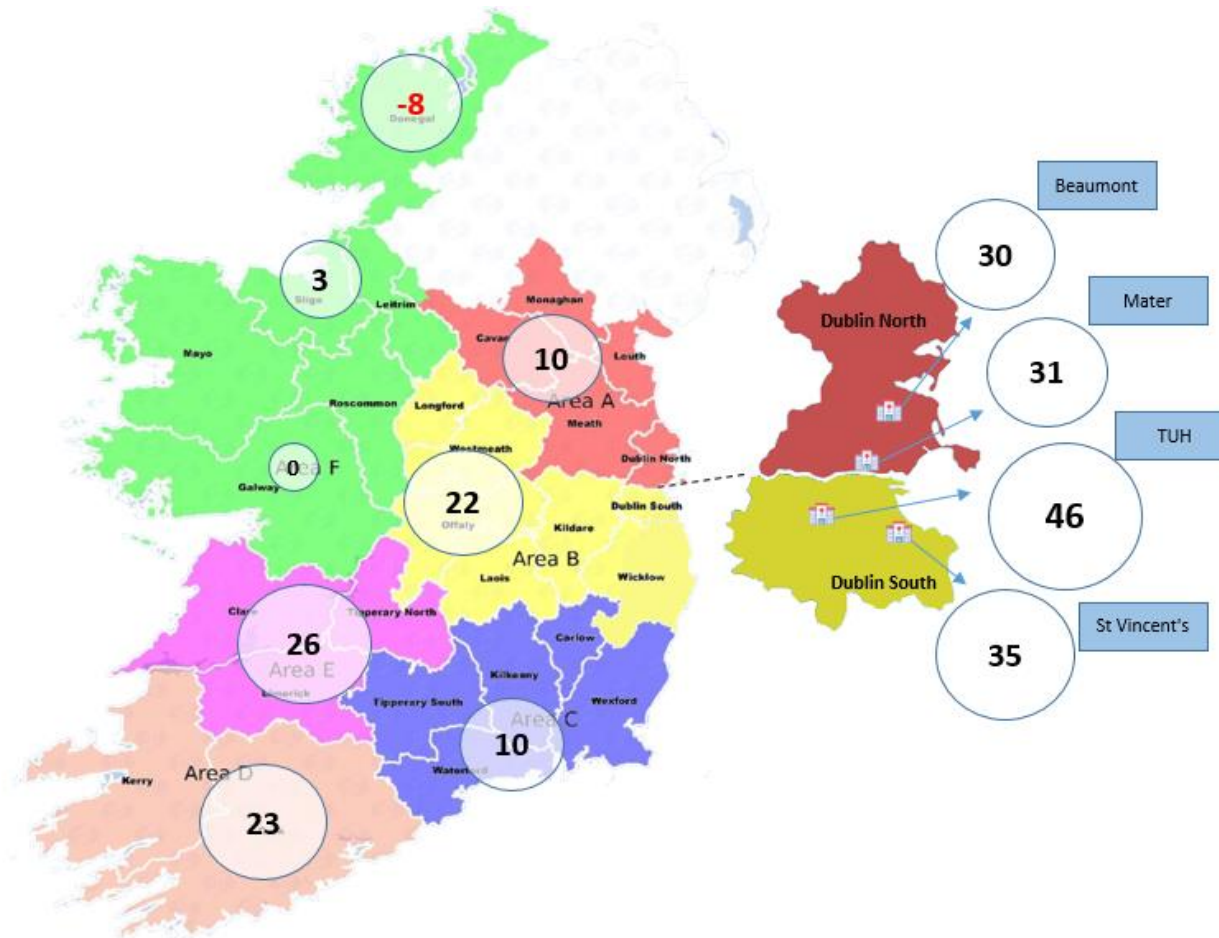 -8
Donegal
3
Sligo
Leitrim
Mayo
Roscommon
0
Area F
Galway
Monaghan
Cavan
10
Louth
Area A
Meath
Dublin North
Longford
Westmeath
22
Offaly
Dublin South
Kildare
Area B
Laois
Wicklow
Clare
Tipperary North
26
Area E
Limerick
Carlow
Kilkenny
Tipperary South
Wexford
Area C
10
Waterford
Area D
Kerry
23
Beaumont
30
Dublin North
Mater
31
TUH
46
Dublin South
St Vincent's
35